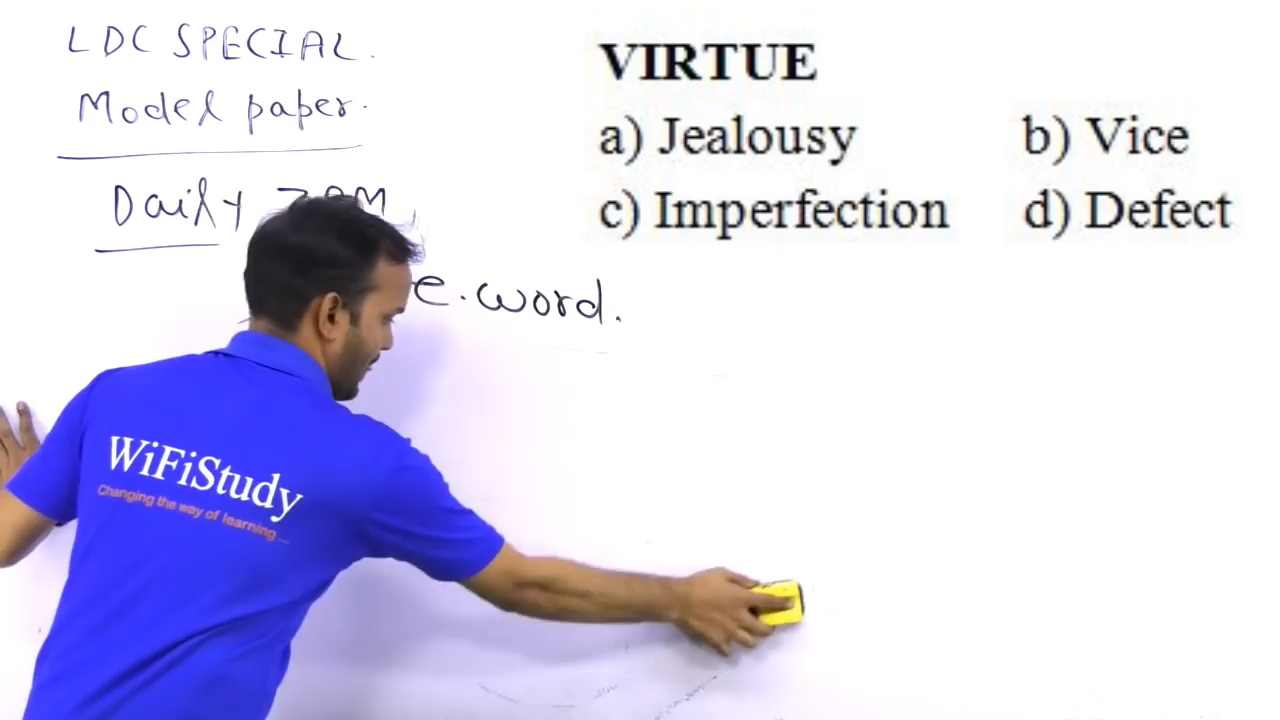 LDC SPECIAL.
Model paper.
Daily
e. word.
VIRTUE
a) Jealousy b) Vice
c) Imperfection d) Defect
WiFiStudy
Changing the way of learning...